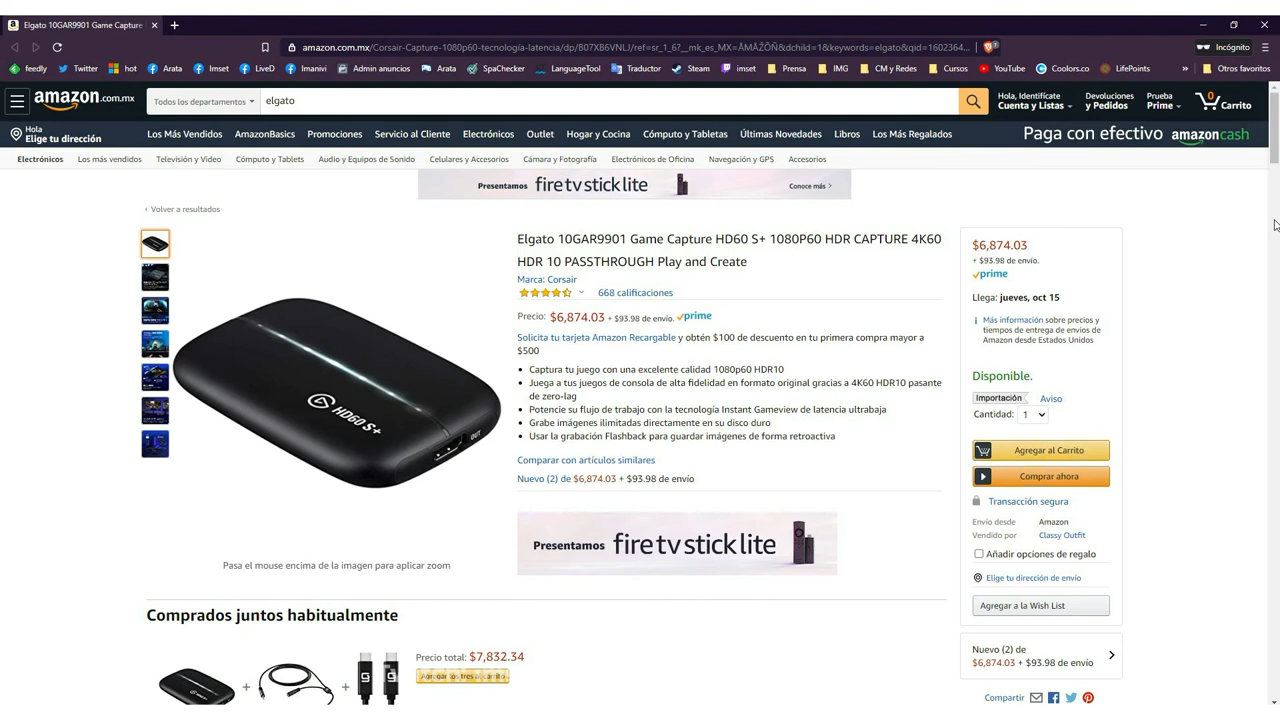 Elgato 10GAR9901 Game Capture
amazon.com.mx/Corsair-Capture-1080p60-tecnología-latencia/dp/B07XB6VNLJ/ref=sr_1_6?__mk_es_MX=ÅMÅŽÕÑ&dchild=1&keywords=elgato&qid=1602364...
Incógnito
feedly Twitter hot Arata Imset LiveD Imanivi Admin anuncios Arata SpaChecker LanguageTool Traductor Steam imset Prensa IMG CM y Redes Cursos YouTube Coolors.co LifePoints » Otros favoritos
amazon.com.mx
Todos los departamentos
elgato
Hola, Identifícate
Cuenta y Listas
Devoluciones
y Pedidos
Prueba
Prime
0
Carrito
Hola
Elige tu dirección
Los Más Vendidos AmazonBasics Promociones Servicio al Cliente Electrónicos Outlet Hogar y Cocina Cómputo y Tabletas Últimas Novedades Libros Los Más Regalados
Paga con efectivo amazoncash
Electrónicos Los más vendidos Televisión y Video Cómputo y Tablets Audio y Equipos de Sonido Celulares y Accesorios Cámara y Fotografía Electrónicos de Oficina Navegación y GPS Accesorios
Presentamos fire tv stick lite Conoce más ›
‹ Volver a resultados
HD60 S+
OUT
Pasa el mouse encima de la imagen para aplicar zoom
Elgato 10GAR9901 Game Capture HD60 S+ 1080P60 HDR CAPTURE 4K60
HDR 10 PASSTHROUGH Play and Create
Marca: Corsair
668 calificaciones
Precio: $6,874.03 + $93.98 de envío. prime
Solicita tu tarjeta Amazon Recargable y obtén $100 de descuento en tu primera compra mayor a
$500
• Captura tu juego con una excelente calidad 1080p60 HDR10
• Juega a tus juegos de consola de alta fidelidad en formato original gracias a 4K60 HDR10 pasante
de zero-lag
• Potencie su flujo de trabajo con la tecnología Instant Gameview de latencia ultrabaja
• Grabe imágenes ilimitadas directamente en su disco duro
• Usar la grabación Flashback para guardar imágenes de forma retroactiva
Comparar con artículos similares
Nuevo (2) de $6,874.03 + $93.98 de envío
Presentamos fire tv stick lite
$6,874.03
+ $93.98 de envío.
prime
Llega: jueves, oct 15
Más información sobre precios y
tiempos de entrega de envíos de
Amazon desde Estados Unidos
Disponible.
Importación Aviso
Cantidad: 1
Agregar al Carrito
Comprar ahora
Transacción segura
Envío desde Amazon
Vendido por Classy Outfit
Añadir opciones de regalo
Elige tu dirección de envío
Agregar a la Wish List
Nuevo (2) de
$6,874.03 + $93.98 de envío
Compartir
Comprados juntos habitualmente
Precio total: $7,832.34
Agregar los tres al carrito